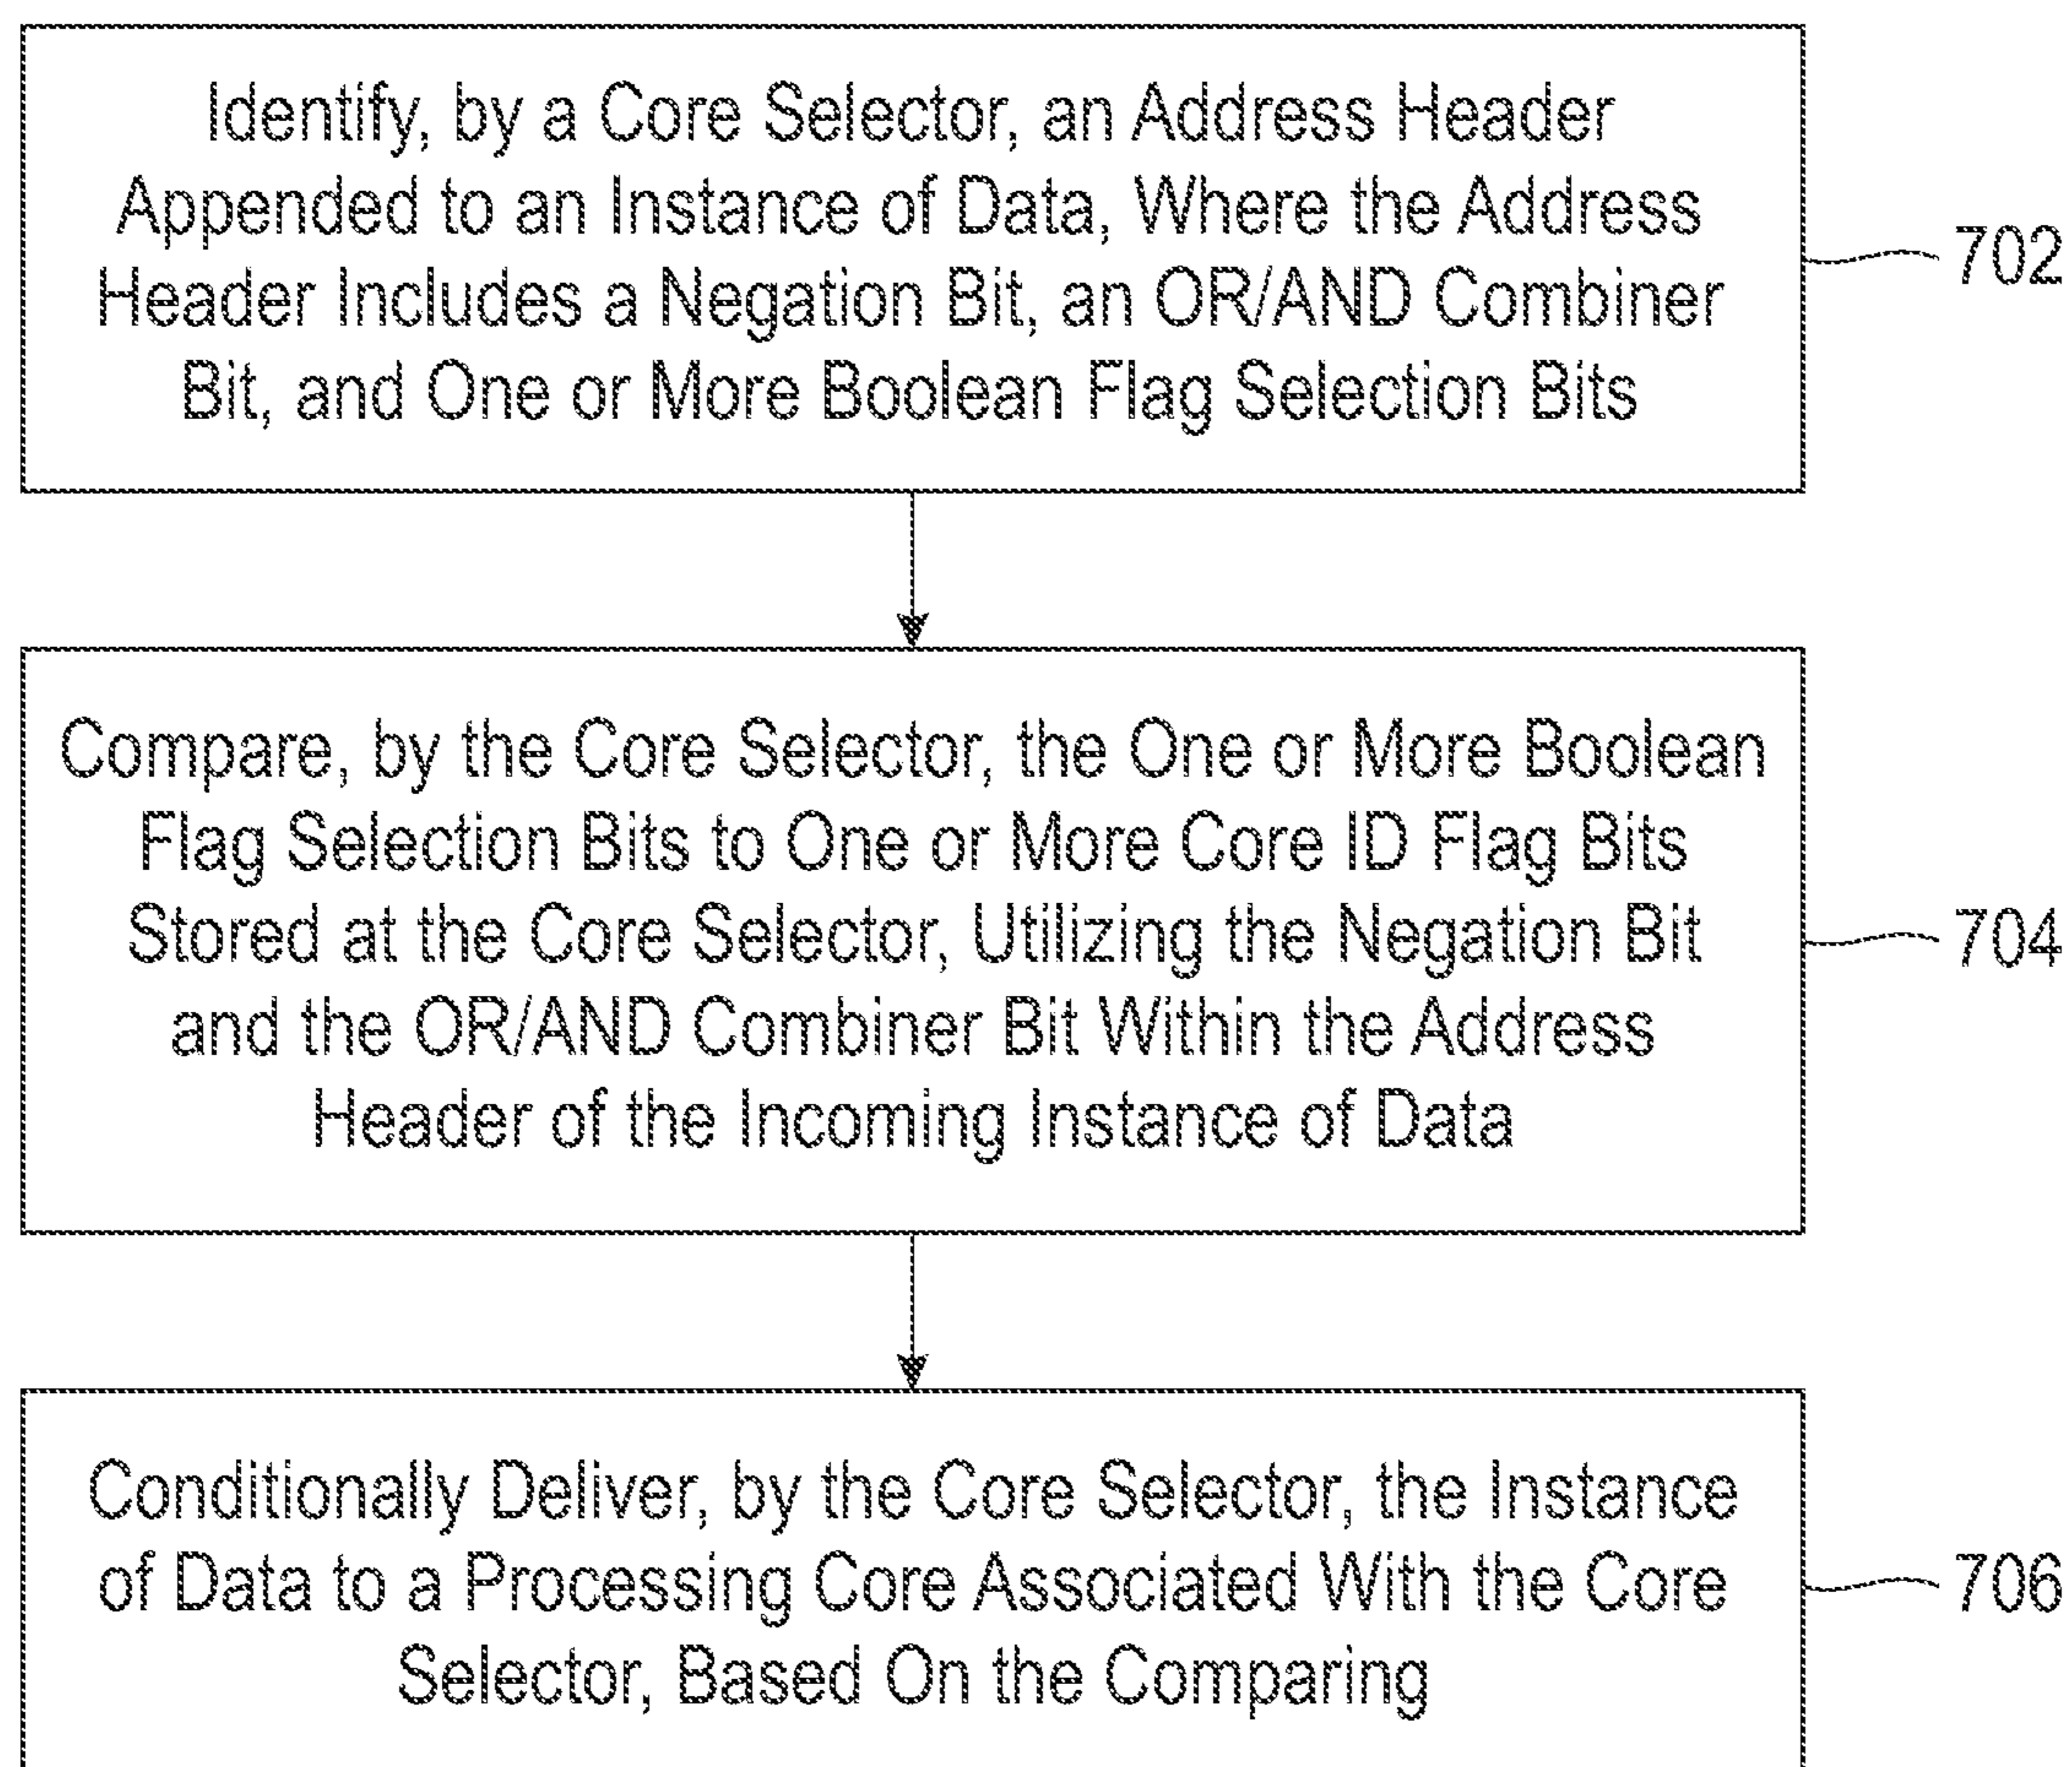 Identify, by a Core Selector, an Address Header
Appended to an Instance of Data, Where the Address
Header Includes a Negation Bit, an OR/AND Combiner
Bit, and One or More Boolean Flag Selection Bits
702
Compare, by the Core Selector, the One or More Boolean
Flag Selection Bits to One or More Core ID Flag Bits
Stored at the Core Selector, Utilizing the Negation Bit
and the OR/AND Combiner Bit Within the Address
Header of the Incoming Instance of Data
704
Conditionally Deliver, by the Core Selector, the Instance
of Data to a Processing Core Associated With the Core
Selector, Based On the Comparing
706